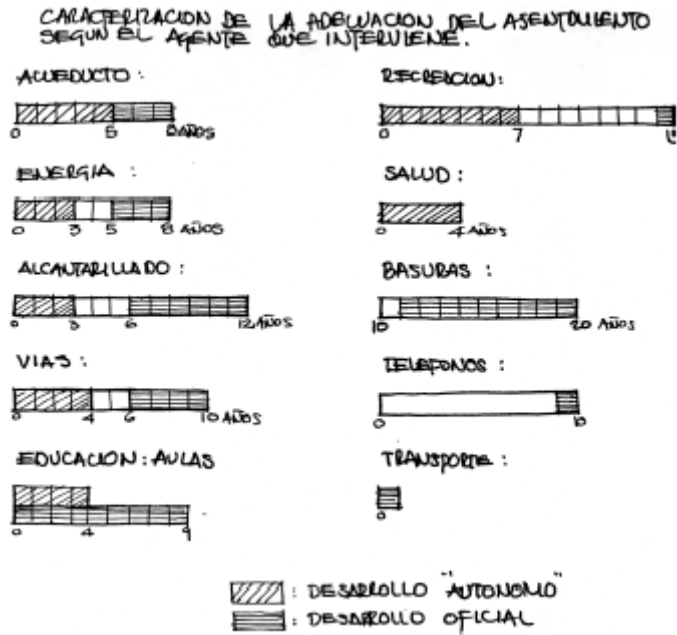 CARACTERIZACION DE LA ADECUACION DEL ASENTAMIENTO
SEGUN EL AGENTE QUE INTERVIENE.
ACUEDUCTO :
0 5 8 AÑOS
ENERGIA :
0 3 5 8 AÑOS
ALCANTARILLADO :
0 3 6 12 AÑOS
VIAS :
0 4 6 10 AÑOS
EDUCACION : AULAS
0 4 9
RECREACION:
0 7
SALUD :
0 4 AÑOS
BASURAS :
10 20 AÑOS
TELEFONOS :
0 10
TRANSPORTE :
0
: DESARROLLO "AUTONOMO"
: DESARROLLO OFICIAL